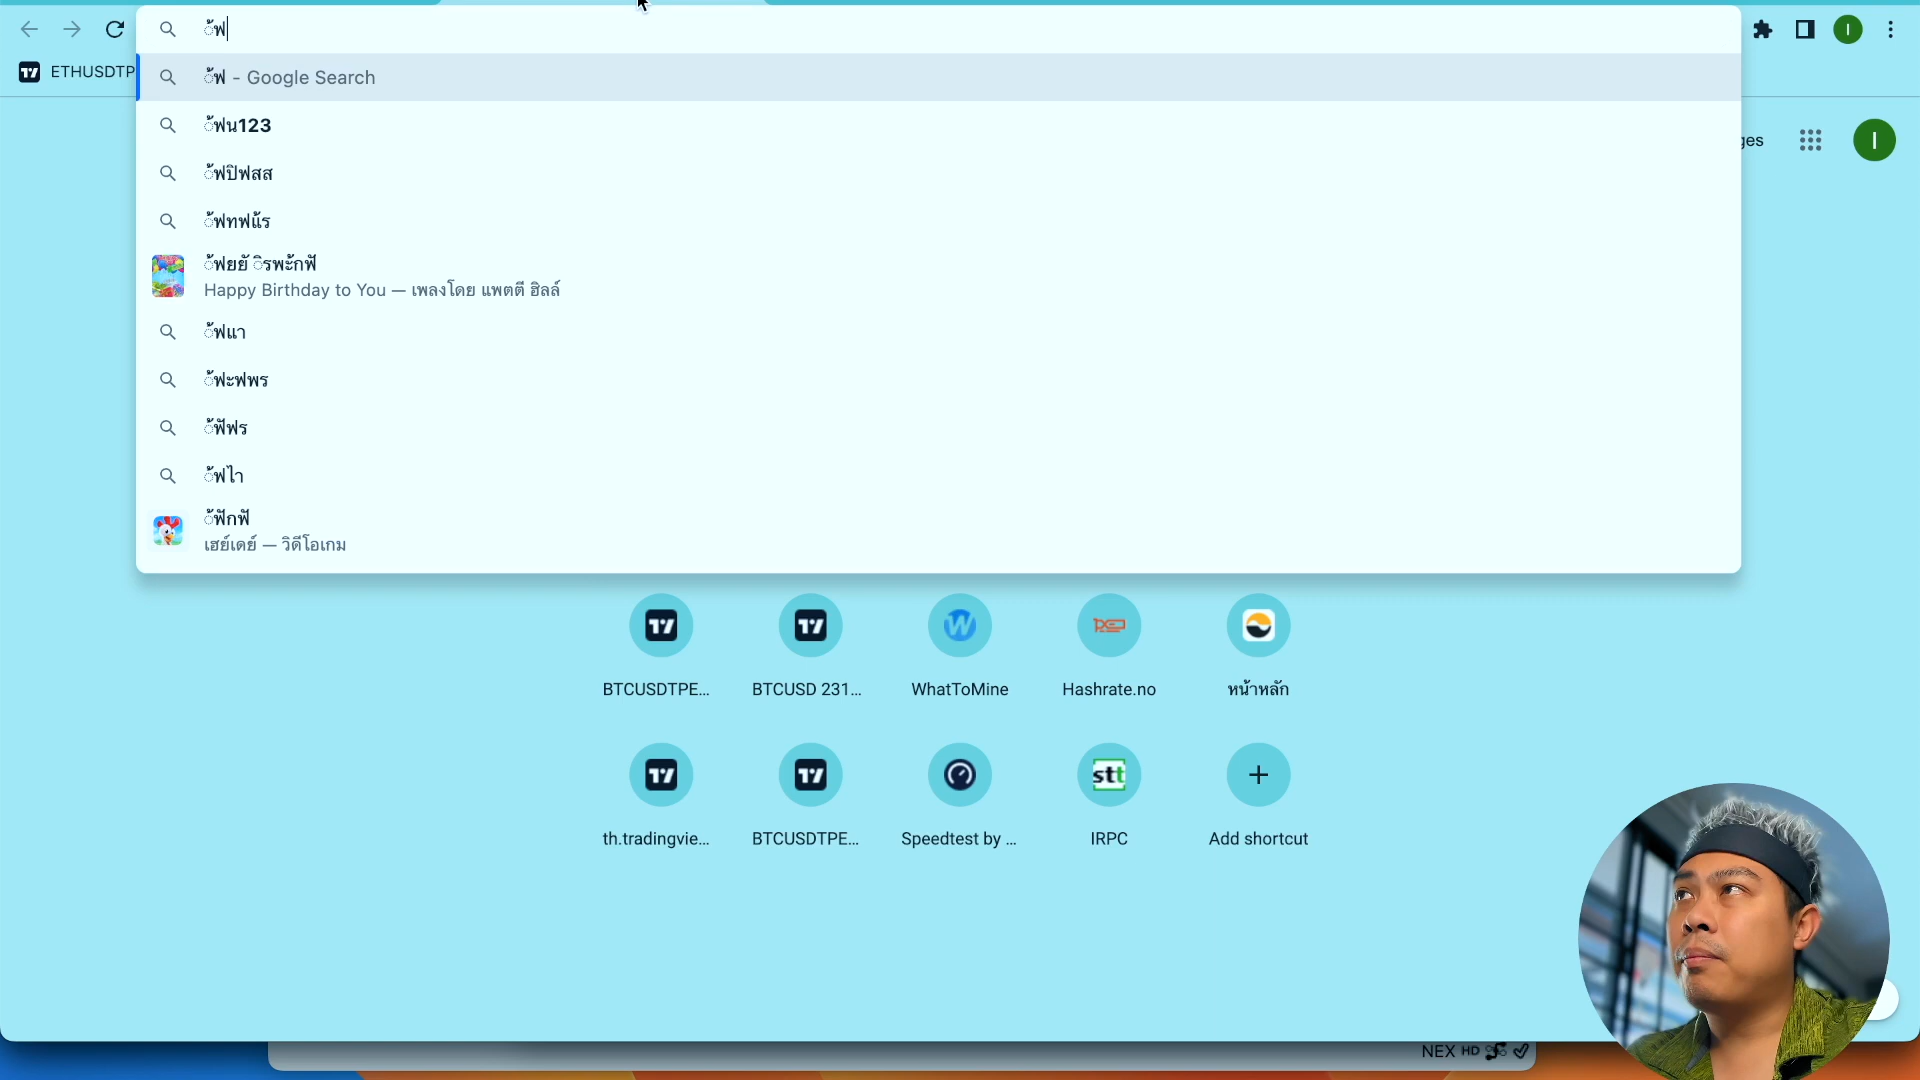 ้ฟ
ETHUSDTP
้ฟ - Google Search
้ฟน123
้ฟปิฟสส
้ฟทฟแ้ร
้ฟยยั ิรพะ้กฟั
Happy Birthday to You — เพลงโดย แพตตี ฮิลล์
้ฟแา
้ฟะฟพร
้ฟัฟร
้ฟไา
้ฟักฟั
เฮย์เดย์ — วิดีโอเกม
ges
I
I
BTCUSDTPE...
BTCUSD 231...
WhatToMine
Hashrate.no
หน้าหลัก
stt
th.tradingvie...
BTCUSDTPE...
Speedtest by ...
IRPC
Add shortcut
NEX HD